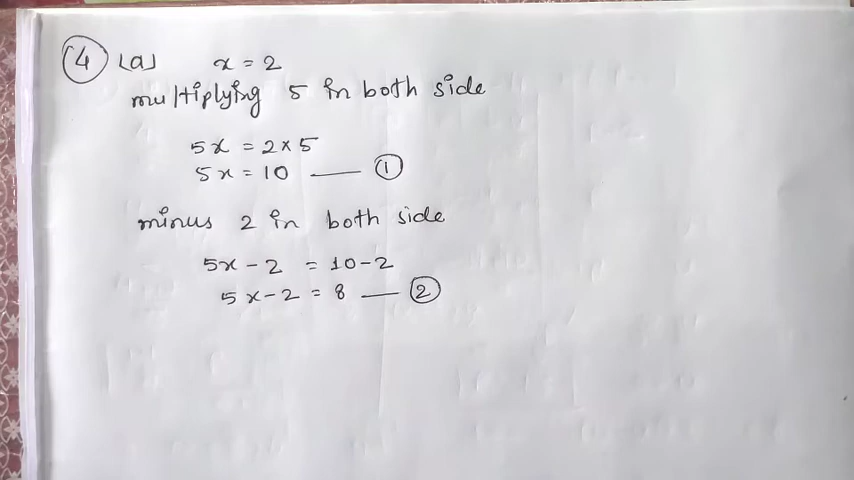 ④ (a) x = 2
multiplying 5 in both side
5x = 2×5
5x = 10 —— ①
minus 2 in both side
5x - 2 = 10-2
5x-2 = 8 —— ②